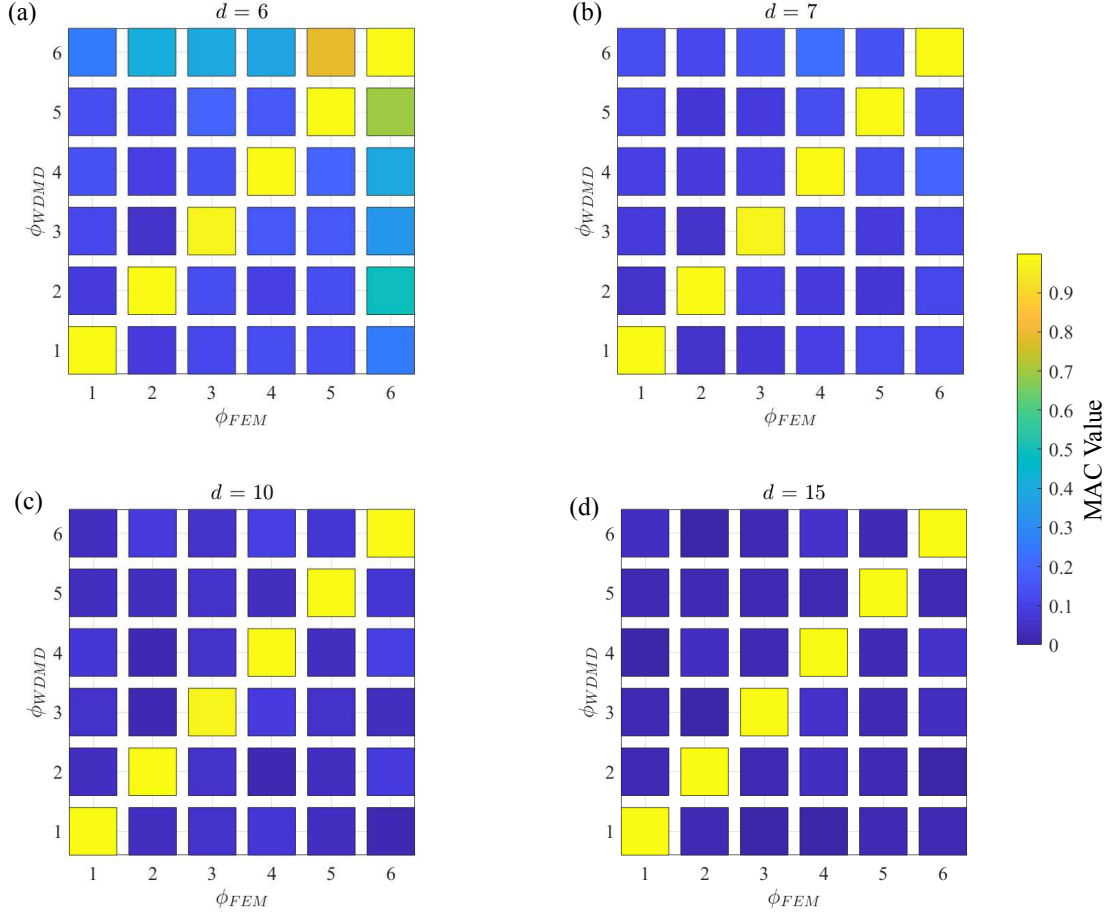 (a)
d = 6
6
5
4
3
2
1
ϕWDMD
1 2 3 4 5 6
ϕFEM
(b)
d = 7
6
5
4
3
2
1
ϕWDMD
1 2 3 4 5 6
ϕFEM
(c)
d = 10
6
5
4
3
2
1
ϕWDMD
1 2 3 4 5 6
ϕFEM
(d)
d = 15
6
5
4
3
2
1
ϕWDMD
1 2 3 4 5 6
ϕFEM
0.9
0.8
0.7
0.6
0.5
0.4
0.3
0.2
0.1
0
MAC Value